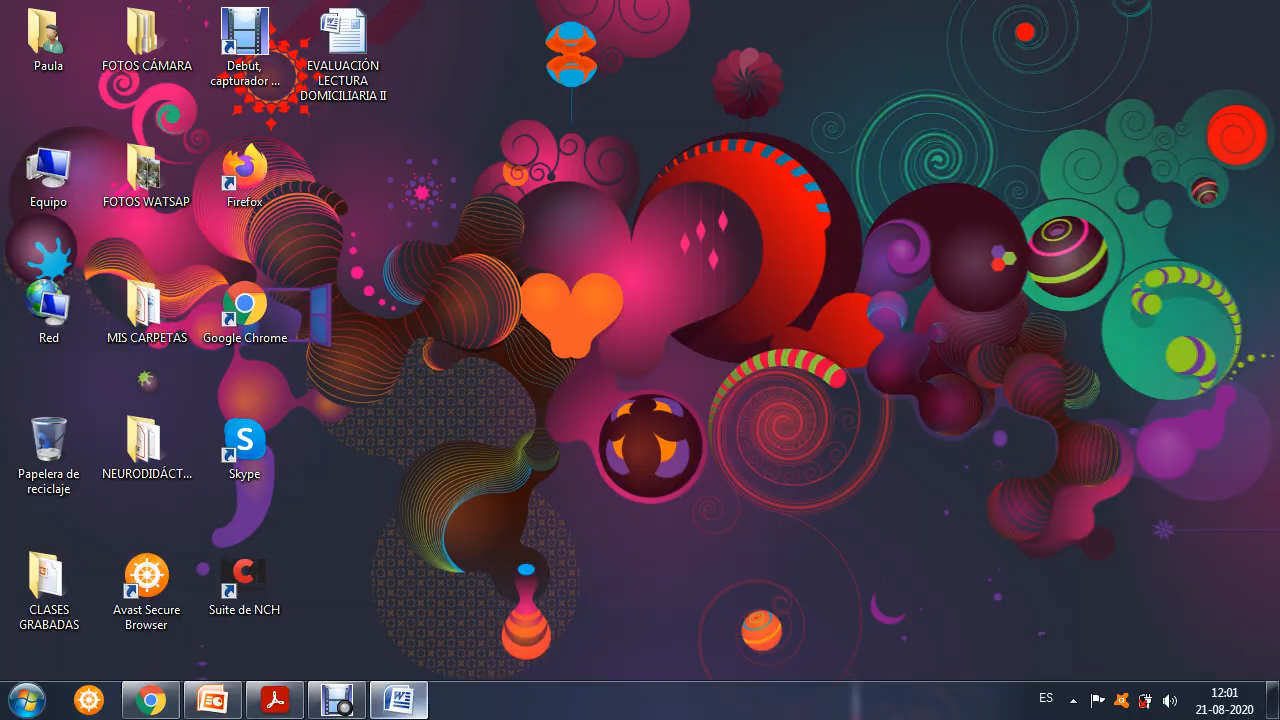 Paula
FOTOS CÁMARA
Debut,
capturador ...
EVALUACIÓN
LECTURA
DOMICILIARIA II
Equipo
FOTOS WATSAP
Firefox
Red
MIS CARPETAS
Google Chrome
Papelera de
reciclaje
NEURODIDÁCT...
Skype
CLASES
GRABADAS
Avast Secure
Browser
Suite de NCH
ES
12:01
21-08-2020